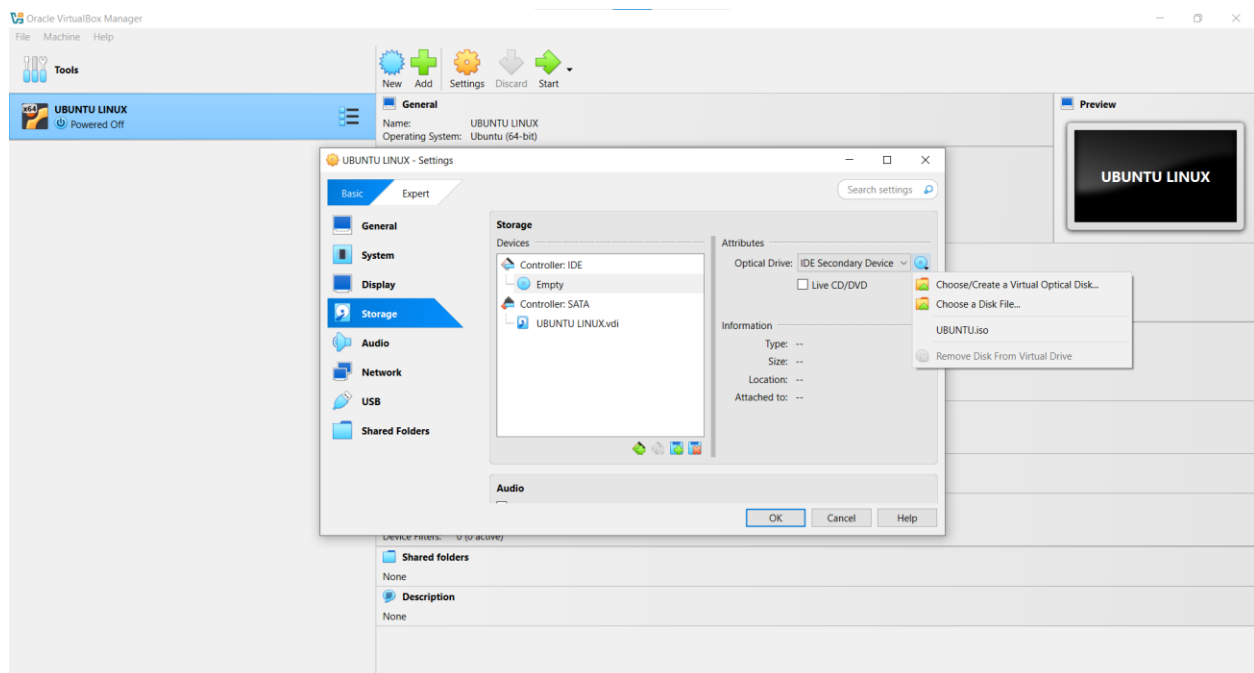 Oracle VirtualBox Manager
File Machine Help
Tools
New Add Settings Discard Start
x64
UBUNTU LINUX
Powered Off
General
Name: UBUNTU LINUX
Operating System: Ubuntu (64-bit)
Preview
UBUNTU LINUX
UBUNTU LINUX - Settings
Basic Expert
Search settings
General
System
Display
Storage
Audio
Network
USB
Shared Folders
Storage
Devices
Controller: IDE
Empty
Controller: SATA
UBUNTU LINUX.vdi
Attributes
Optical Drive: IDE Secondary Device
Live CD/DVD
Information
Type: --
Size: --
Location: --
Attached to: --
Choose/Create a Virtual Optical Disk...
Choose a Disk File...
UBUNTU.iso
Remove Disk From Virtual Drive
Audio
OK Cancel Help
Device Filters: 0 (0 active)
Shared folders
None
Description
None